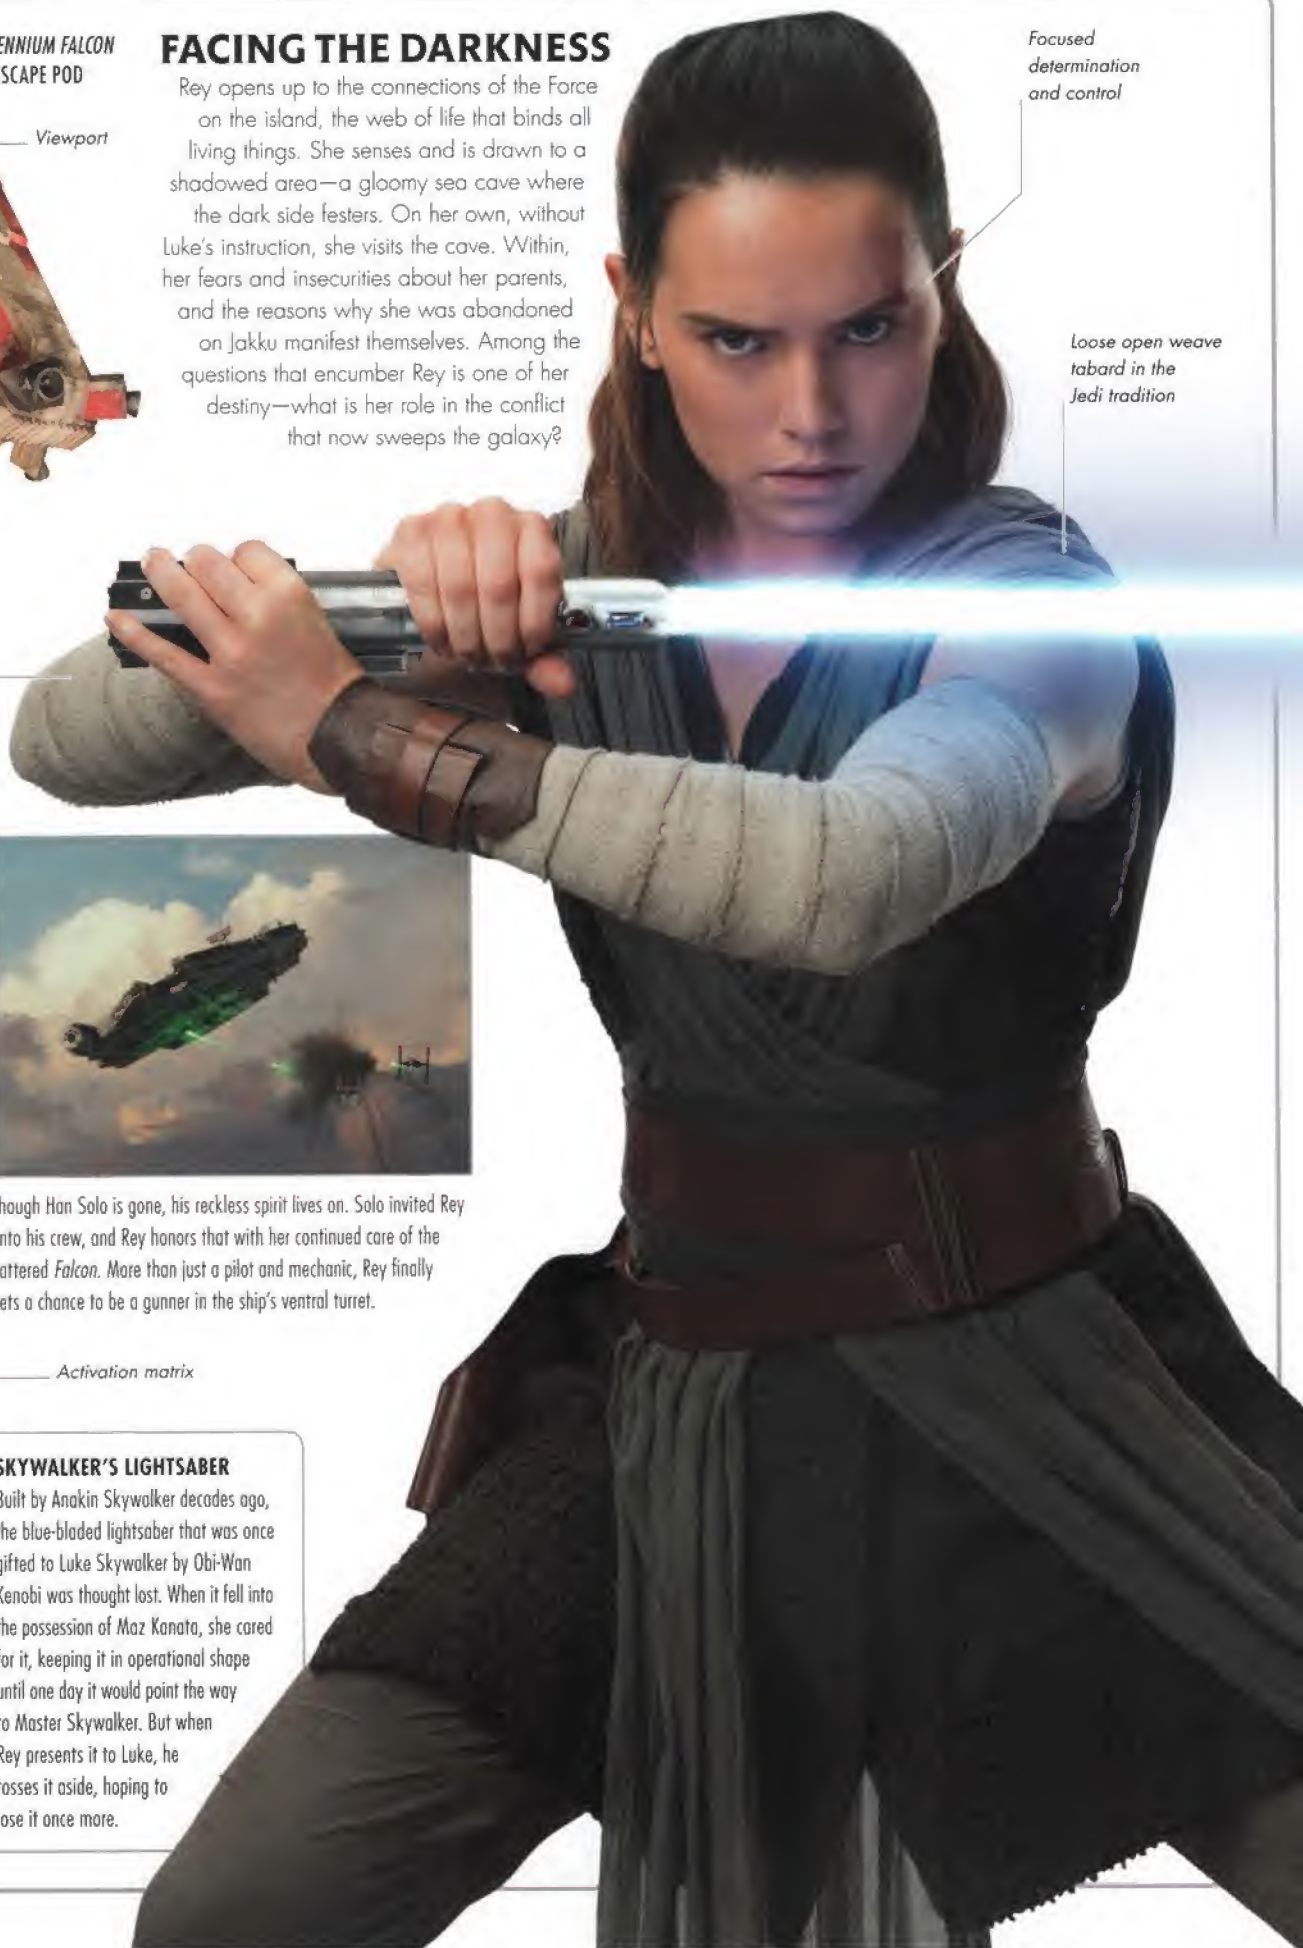 ENNIUM FALCON
SCAPE POD
Viewport
FACING THE DARKNESS
Rey opens up to the connections of the Force
on the island, the web of life that binds all
living things. She senses and is drawn to a
shadowed area—a gloomy sea cave where
the dark side festers. On her own, without
Luke's instruction, she visits the cave. Within,
her fears and insecurities about her parents,
and the reasons why she was abandoned
on Jakku manifest themselves. Among the
questions that encumber Rey is one of her
destiny—what is her role in the conflict
that now sweeps the galaxy?
Focused
determination
and control
Loose open weave
tabard in the
Jedi tradition
hough Han Solo is gone, his reckless spirit lives on. Solo invited Rey
nto his crew, and Rey honors that with her continued care of the
attered Falcon. More than just a pilot and mechanic, Rey finally
ets a chance to be a gunner in the ship's ventral turret.
Activation matrix
SKYWALKER'S LIGHTSABER
Built by Anakin Skywalker decades ago,
the blue-bladed lightsaber that was once
gifted to Luke Skywalker by Obi-Wan
Kenobi was thought lost. When it fell into
the possession of Maz Kanata, she cared
for it, keeping it in operational shape
until one day it would point the way
to Master Skywalker. But when
Rey presents it to Luke, he
tosses it aside, hoping to
lose it once more.